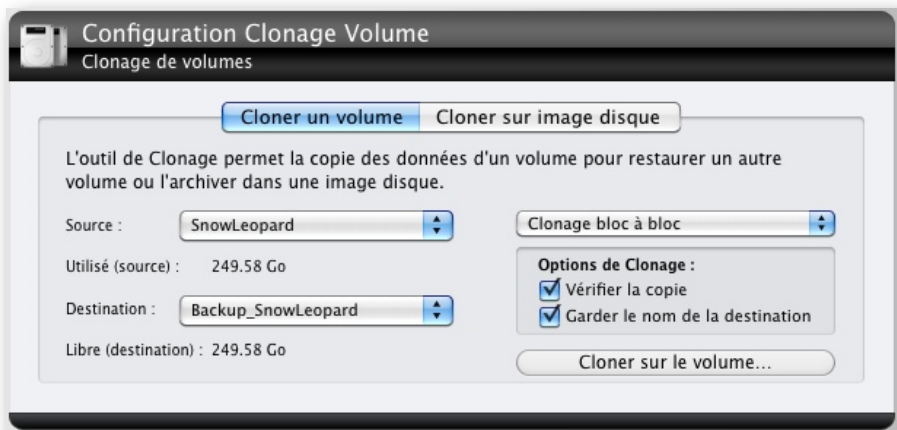 Configuration Clonage Volume
Clonage de volumes
Cloner un volume
Cloner sur image disque
L'outil de Clonage permet la copie des données d'un volume pour restaurer un autre
volume ou l'archiver dans une image disque.
Source :
SnowLeopard
Utilisé (source) :
249.58 Go
Destination :
Backup_SnowLeopard
Libre (destination) :
249.58 Go
Clonage bloc à bloc
Options de Clonage :
Vérifier la copie
Garder le nom de la destination
Cloner sur le volume...